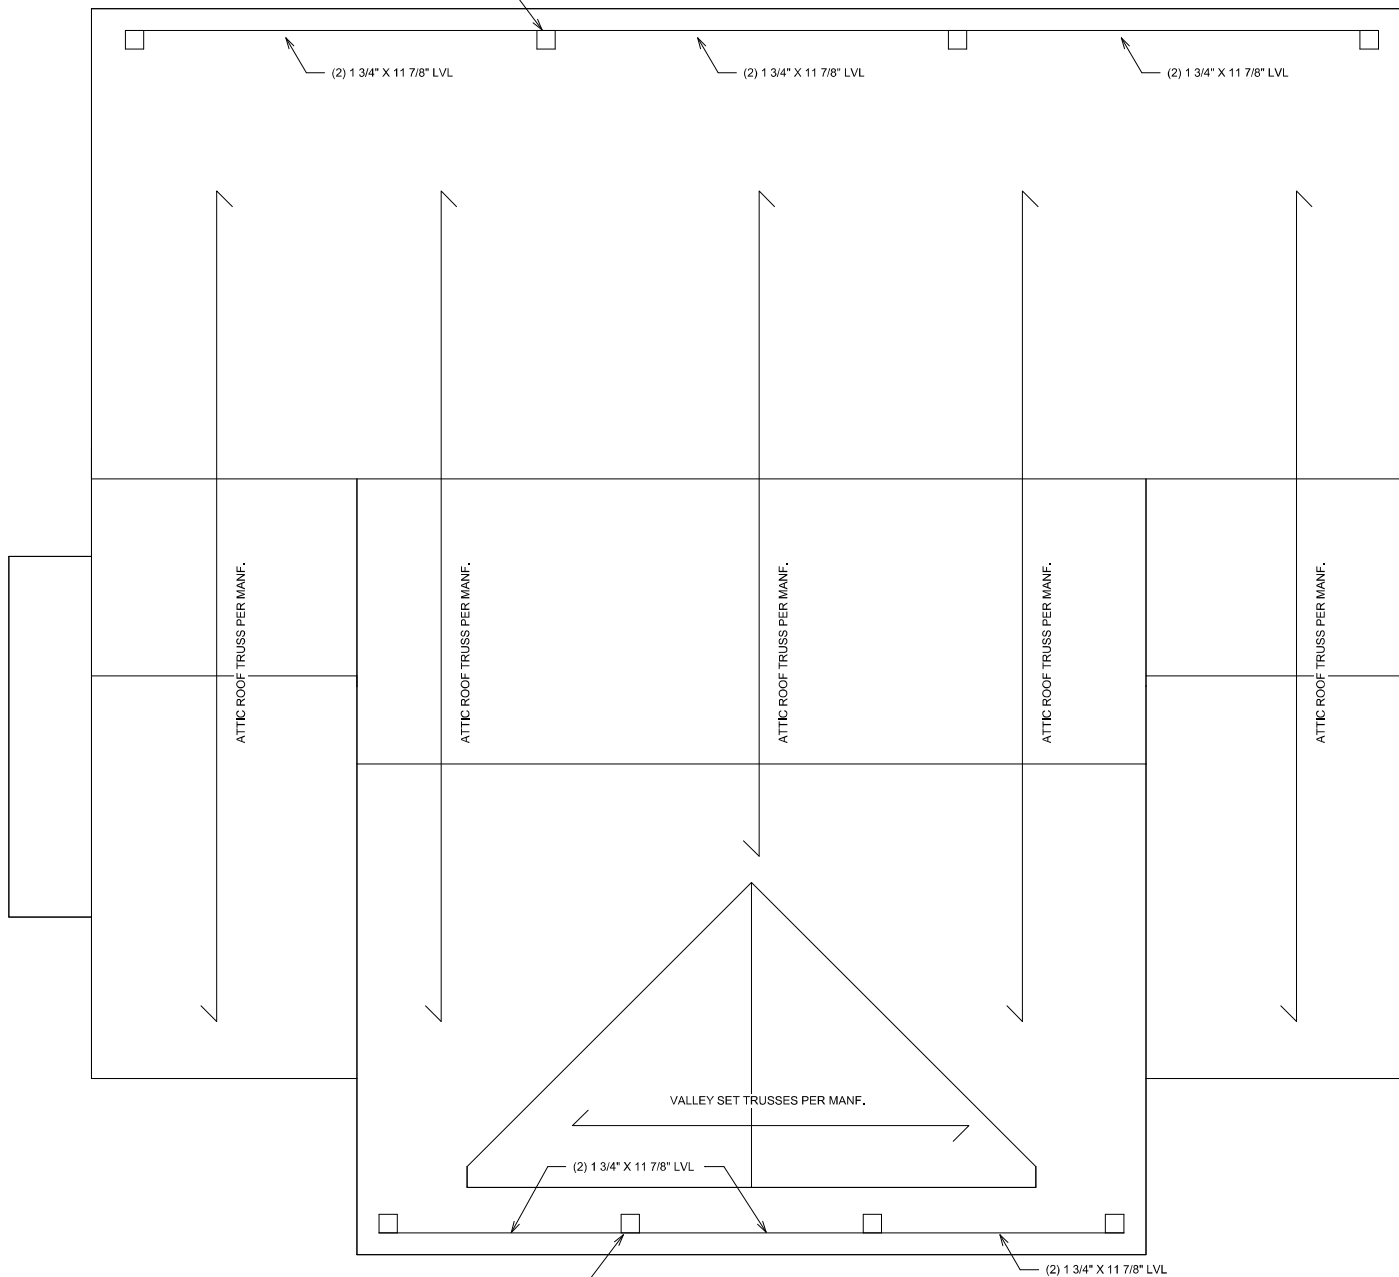 (2) 1 3/4" X 11 7/8" LVL
(2) 1 3/4" X 11 7/8" LVL
(2) 1 3/4" X 11 7/8" LVL
ATTIC ROOF TRUSS PER MANF.
ATTIC ROOF TRUSS PER MANF.
ATTIC ROOF TRUSS PER MANF.
ATTIC ROOF TRUSS PER MANF.
ATTIC ROOF TRUSS PER MANF.
VALLEY SET TRUSSES PER MANF.
(2) 1 3/4" X 11 7/8" LVL
(2) 1 3/4" X 11 7/8" LVL